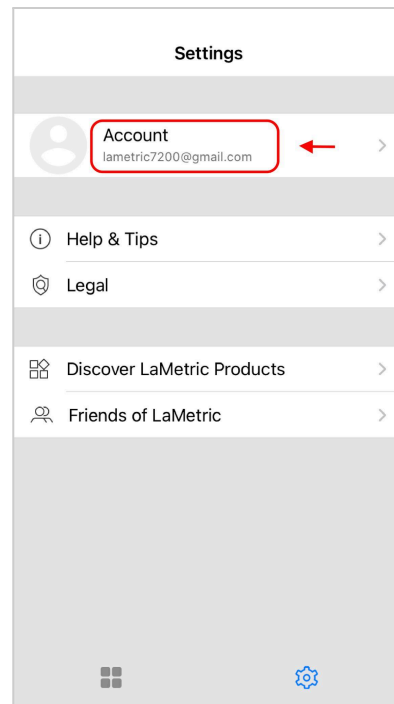 Settings
Account
lametric7200@gmail.com
Help & Tips
Legal
Discover LaMetric Products
Friends of LaMetric